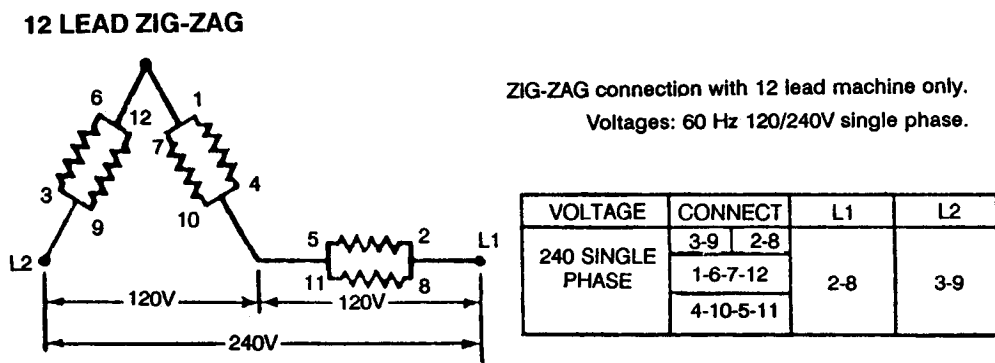 12 LEAD ZIG-ZAG
ZIG-ZAG connection with 12 lead machine only.
Voltages: 60 Hz 120/240V single phase.
6
12
1
7
3
9
4
10
L2
5
2
L1
11
8
120V
120V
240V
VOLTAGE CONNECT L1 L2
240 SINGLE PHASE
3-9 2-8
1-6-7-12
4-10-5-11
2-8
3-9